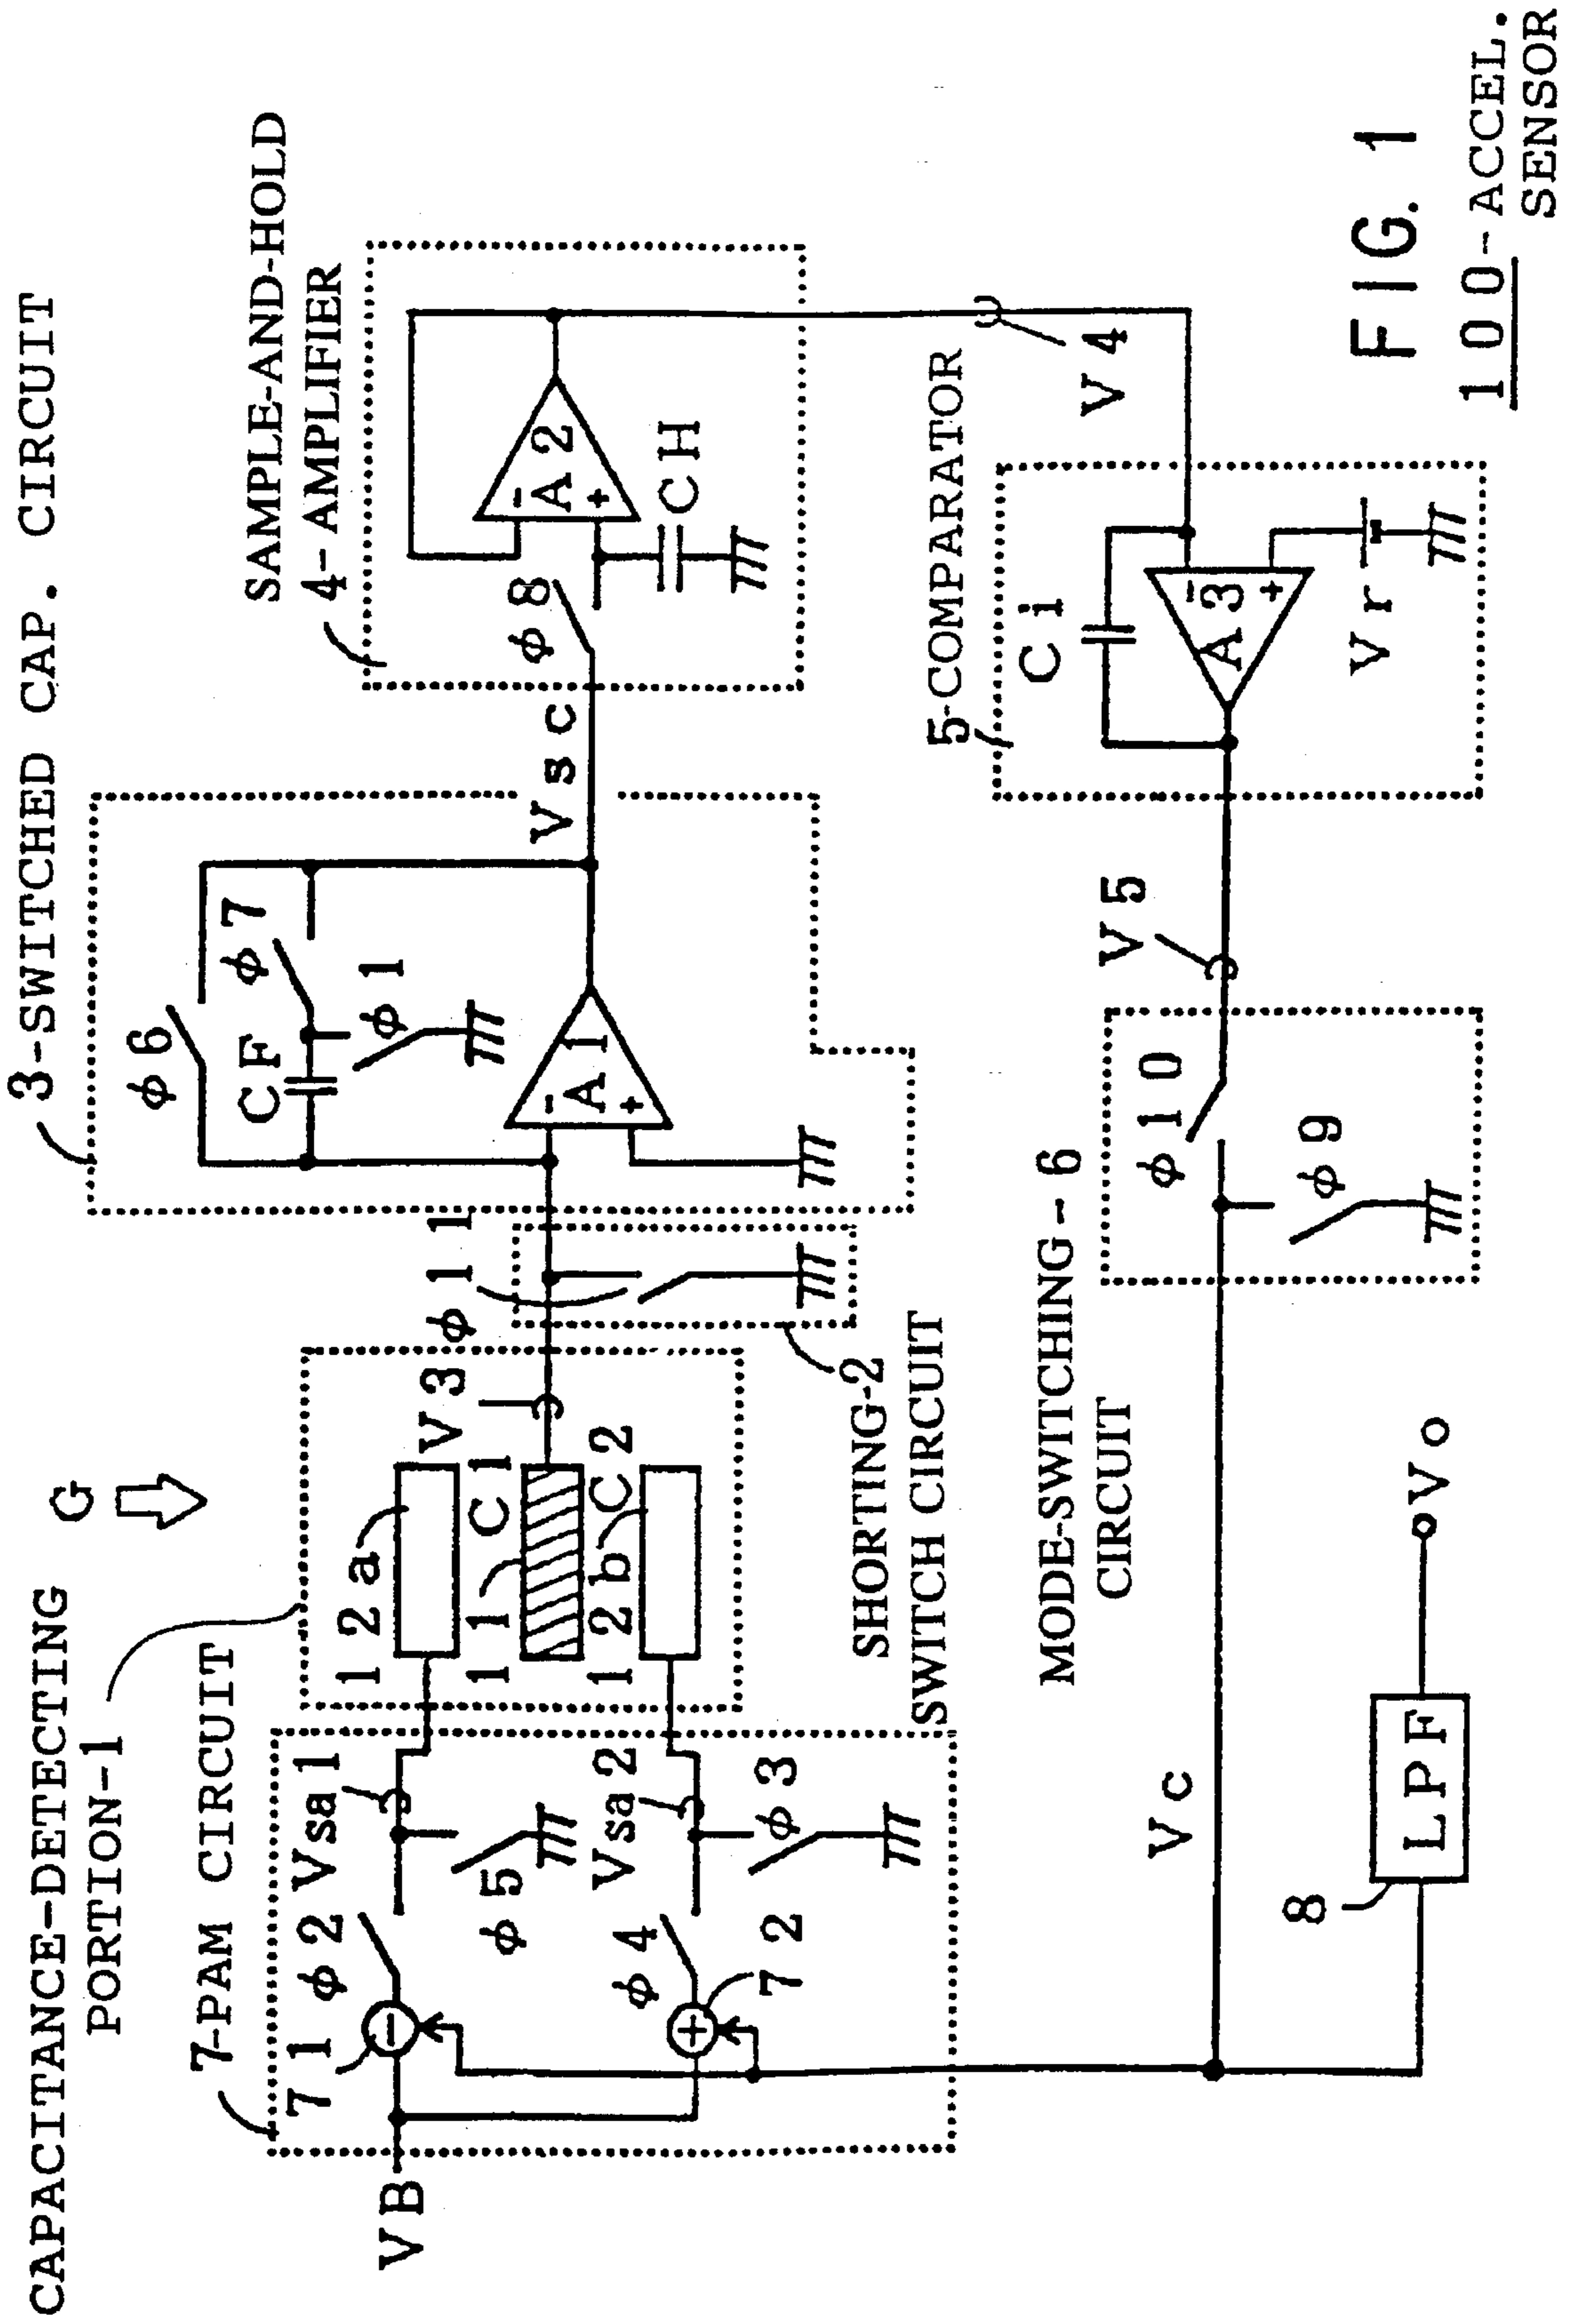 CAPACITANCE-DETECTING
PORTION-1
G
3-SWITCHED CAP. CIRCUIT
SAMPLE-AND-HOLD
4-AMPLIFIER
7-PAM CIRCUIT
VB
71
φ2
Vsa1
φ5
φ4
72
Vsa2
φ3
12a
V3
C1
11
C2
12b
φ11
SHORTING-2
SWITCH CIRCUIT
φ6
φ7
CF
φ1
-
A1
+
Vsc
φ8
-
A2
+
CH
5-COMPARATOR
V4
Ci
-
A3
+
Vr
V5
MODE-SWITCHING-6
CIRCUIT
φ10
φ9
Vc
8
LPF
Vo
FIG. 1
100-ACCEL.
SENSOR